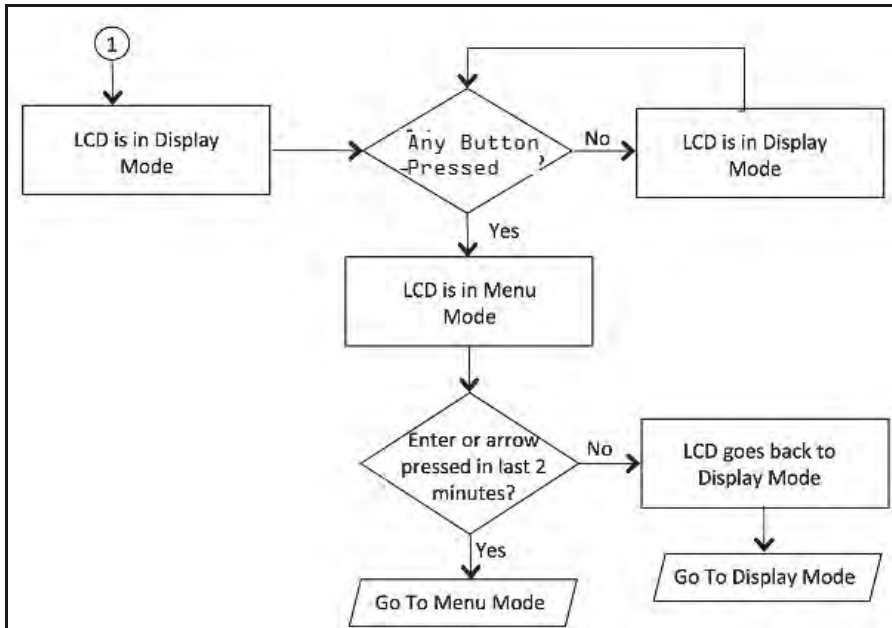 1
LCD is in Display
Mode
Any Button
Pressed ?
No
LCD is in Display
Mode
Yes
LCD is in Menu
Mode
Enter or arrow
pressed in last 2
minutes?
No
LCD goes back to
Display Mode
Yes
Go To Menu Mode
Go To Display Mode